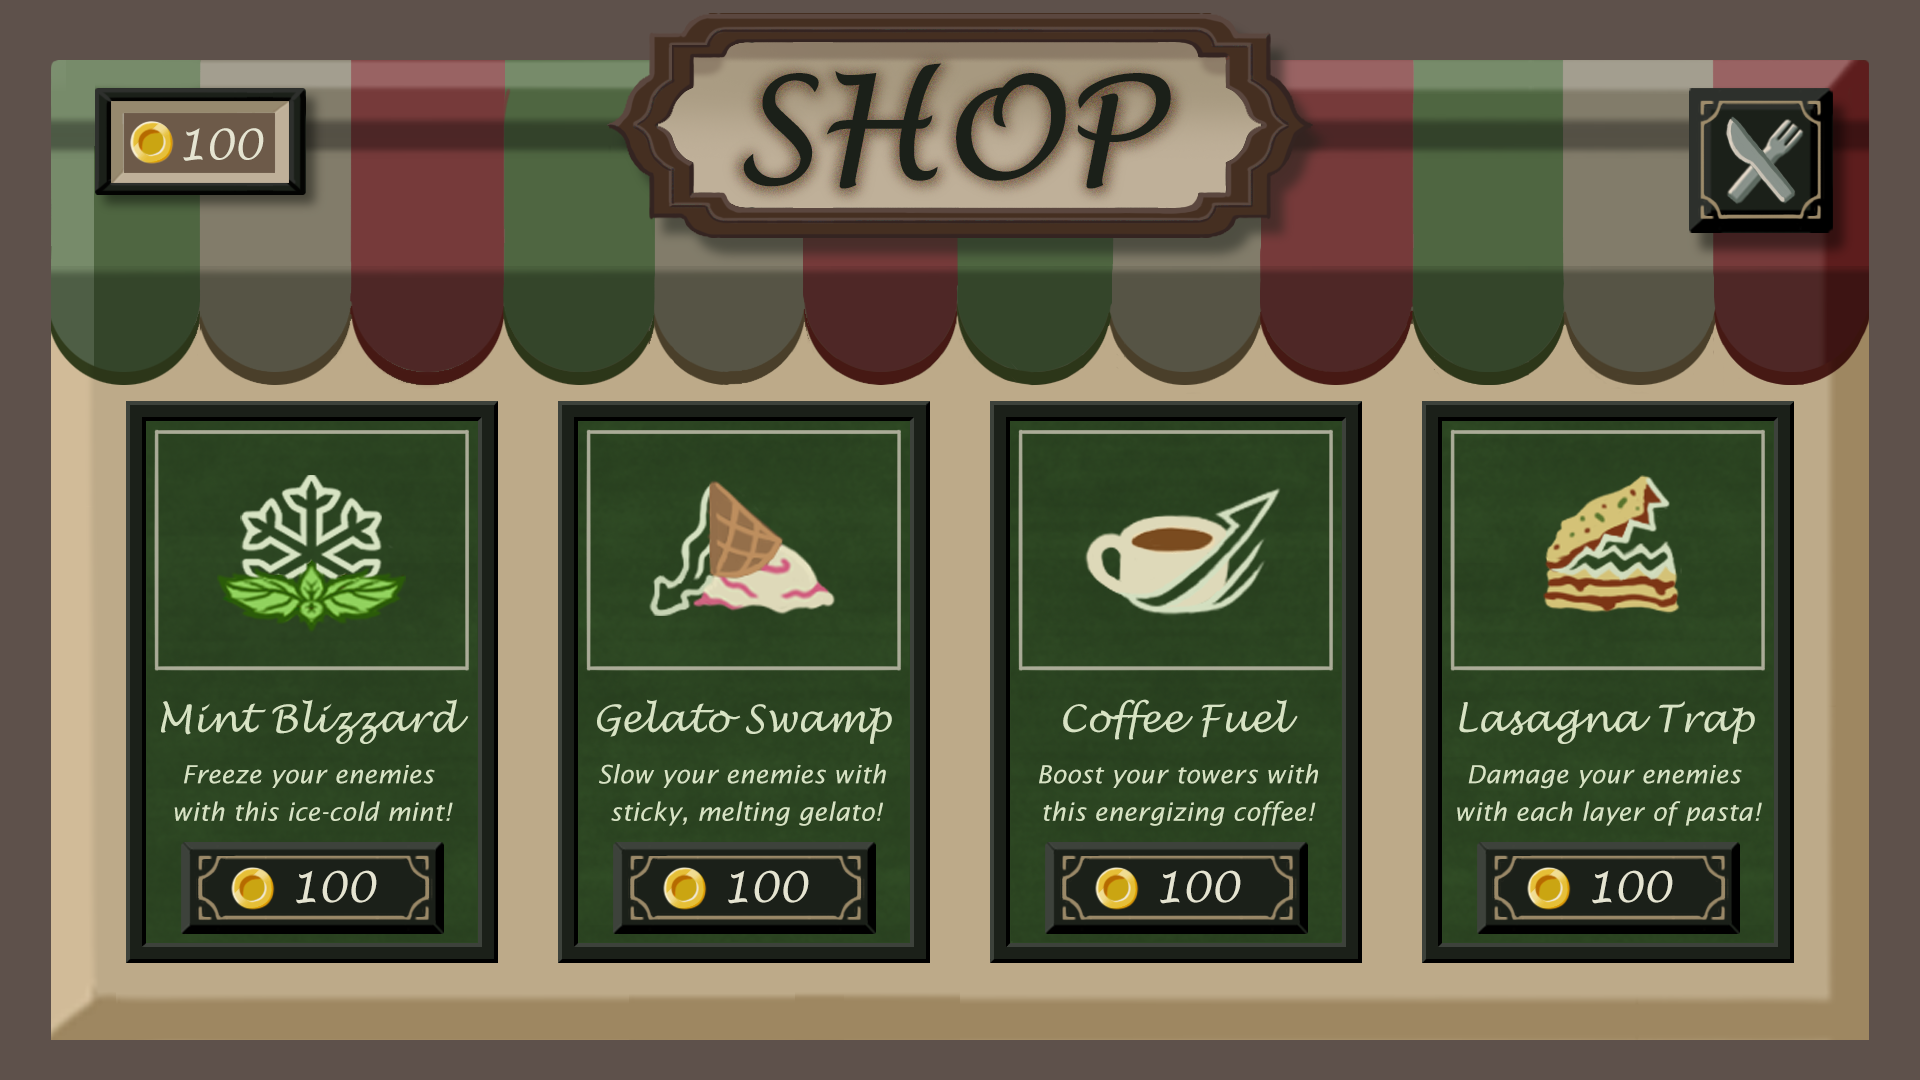 100
SHOP
Mint Blizzard
Freeze your enemies
with this ice-cold mint!
100
Gelato Swamp
Slow your enemies with
sticky, melting gelato!
100
Coffee Fuel
Boost your towers with
this energizing coffee!
100
Lasagna Trap
Damage your enemies
with each layer of pasta!
100